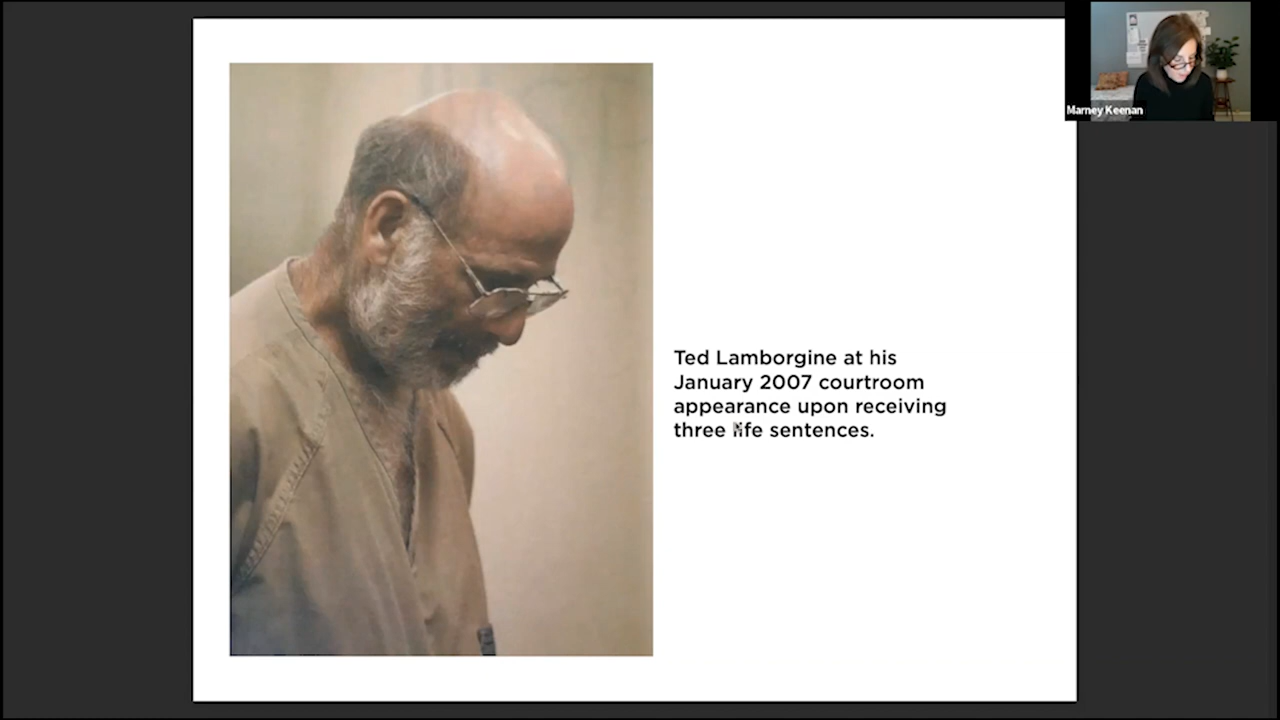 Marney Keenan
Ted Lamborgine at his
January 2007 courtroom
appearance upon receiving
three life sentences.